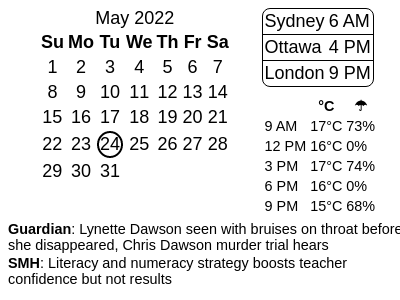 May 2022
Su Mo Tu We Th Fr Sa
1 2 3 4 5 6 7
8 9 10 11 12 13 14
15 16 17 18 19 20 21
22 23 24 25 26 27 28
29 30 31
Sydney 6 AM
Ottawa 4 PM
London 9 PM
°C ☂
9 AM 17°C 73%
12 PM 16°C 0%
3 PM 17°C 74%
6 PM 16°C 0%
9 PM 15°C 68%
Guardian: Lynette Dawson seen with bruises on throat before
she disappeared, Chris Dawson murder trial hears
SMH: Literacy and numeracy strategy boosts teacher
confidence but not results